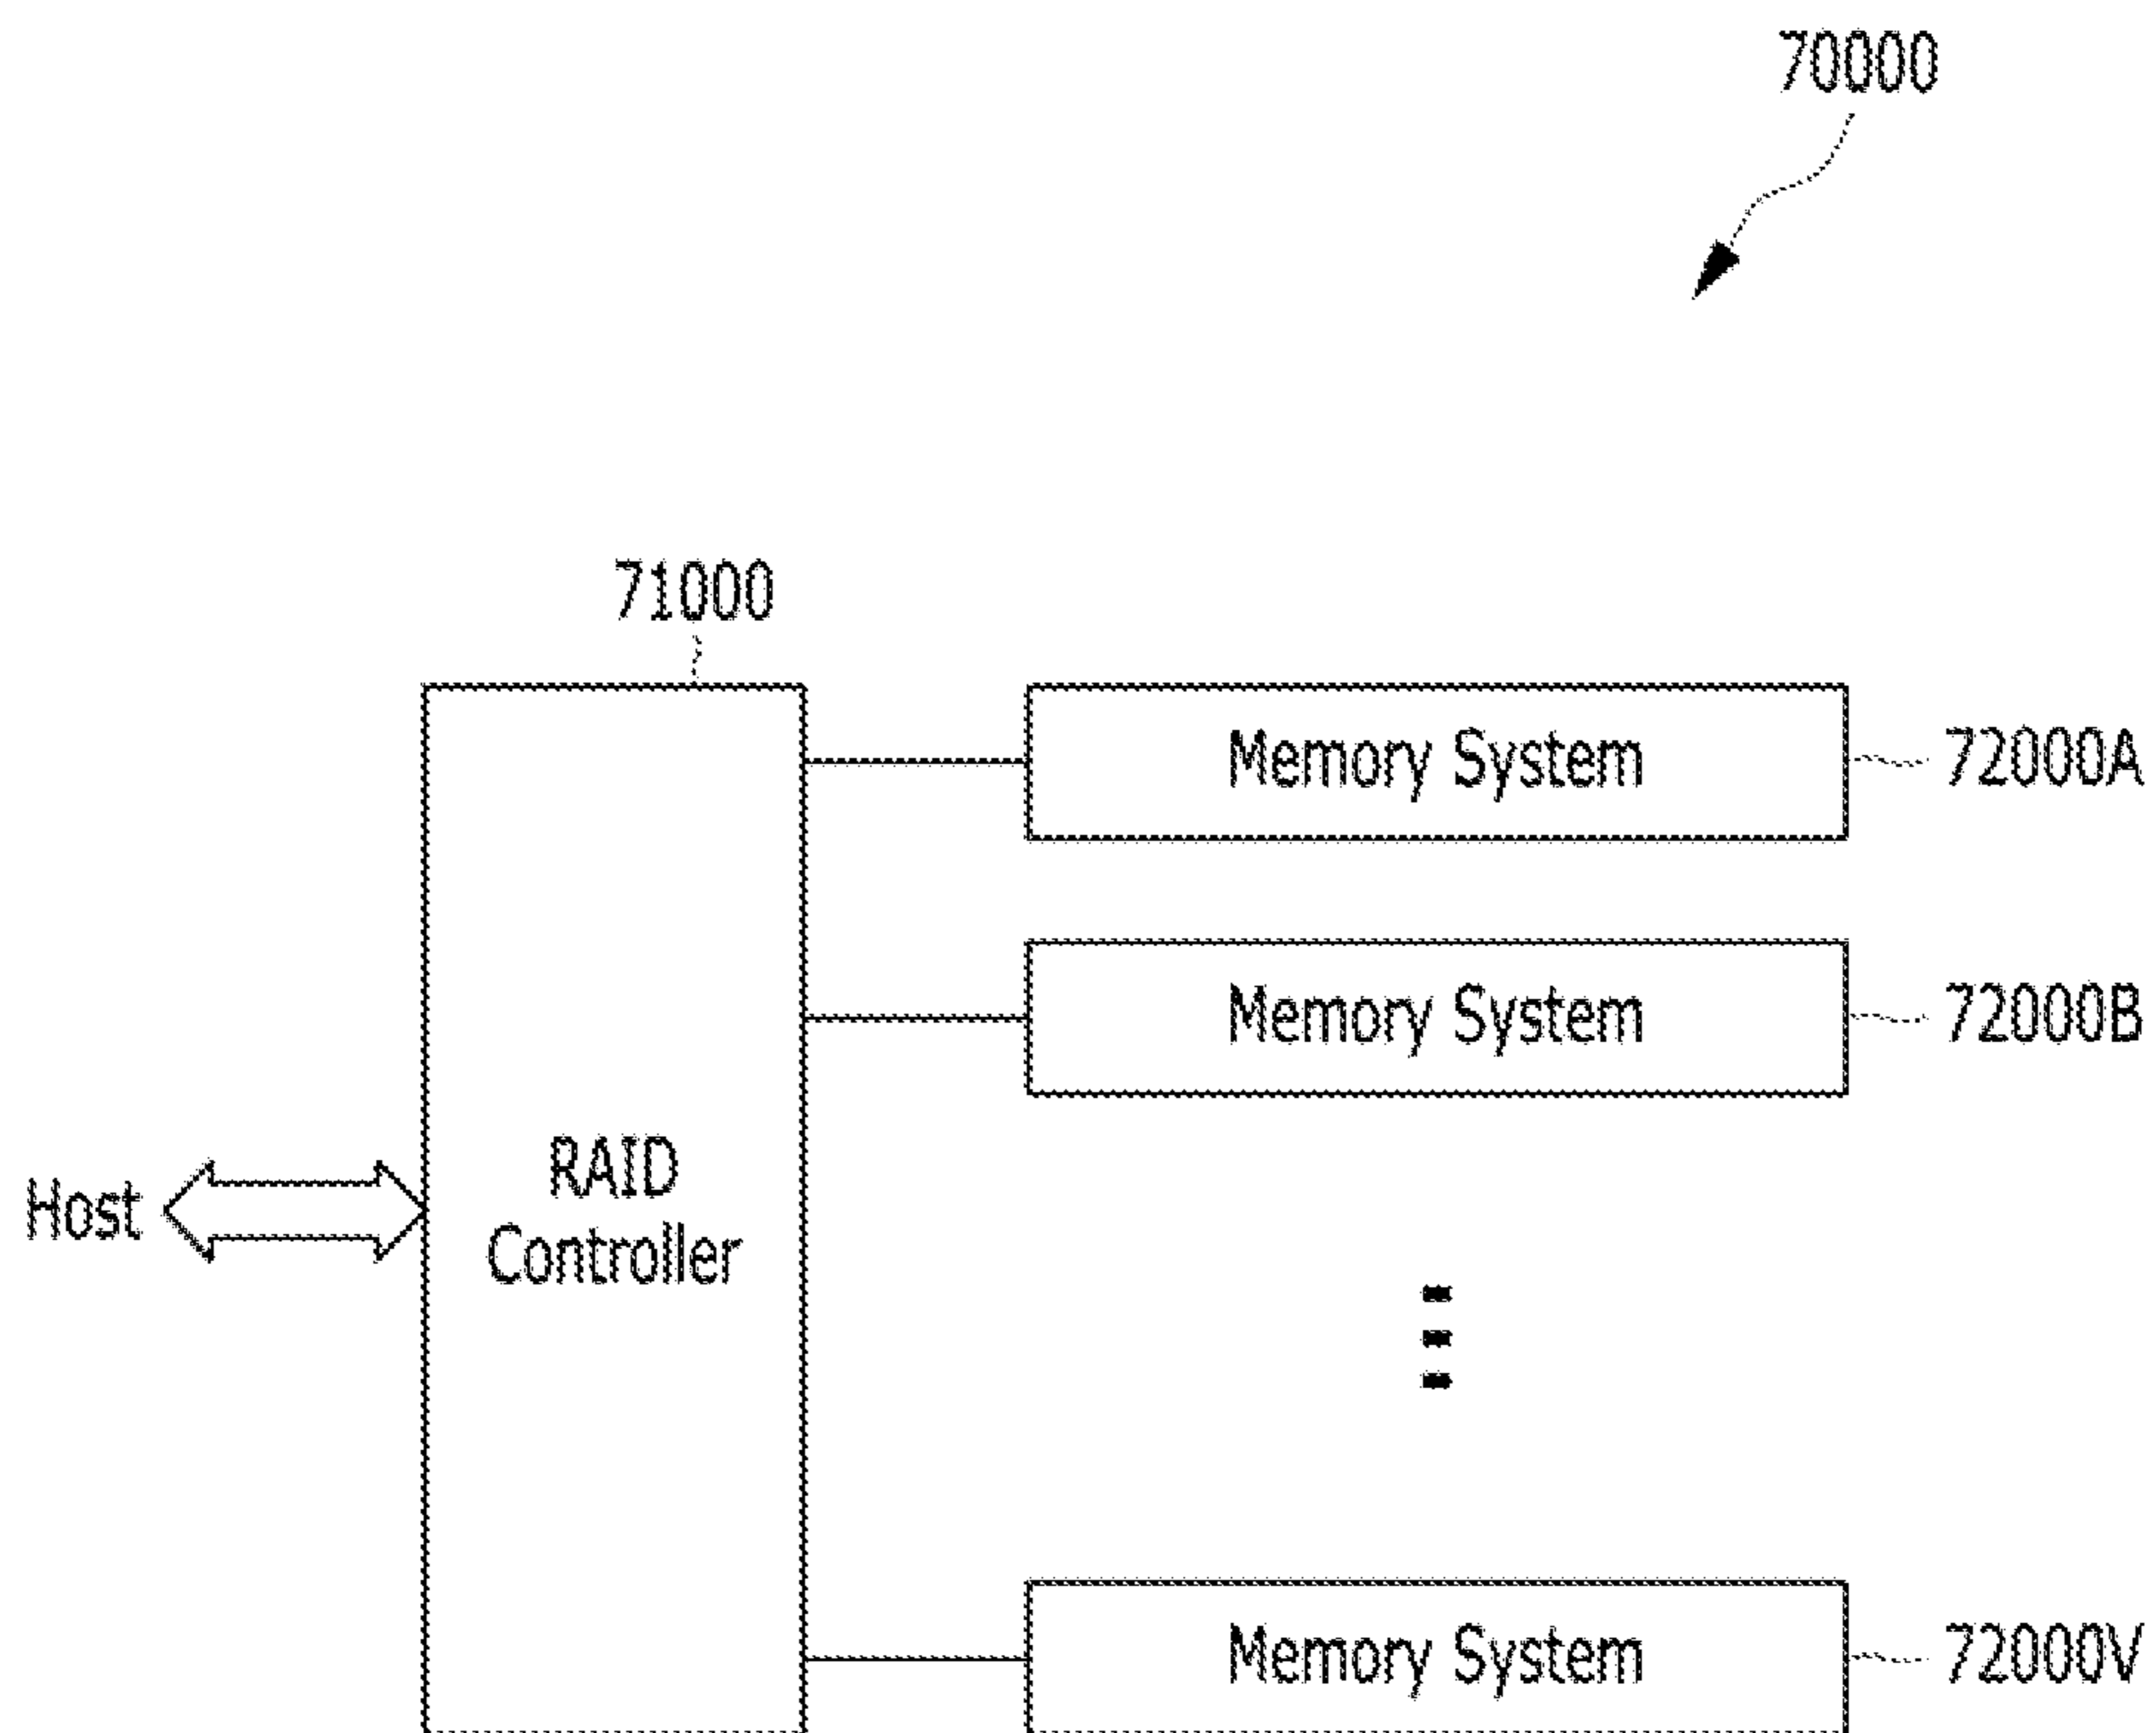 70000
71000
Memory System 72000A
Memory System 72000B
Host
RAID
Controller
Memory System 72000V